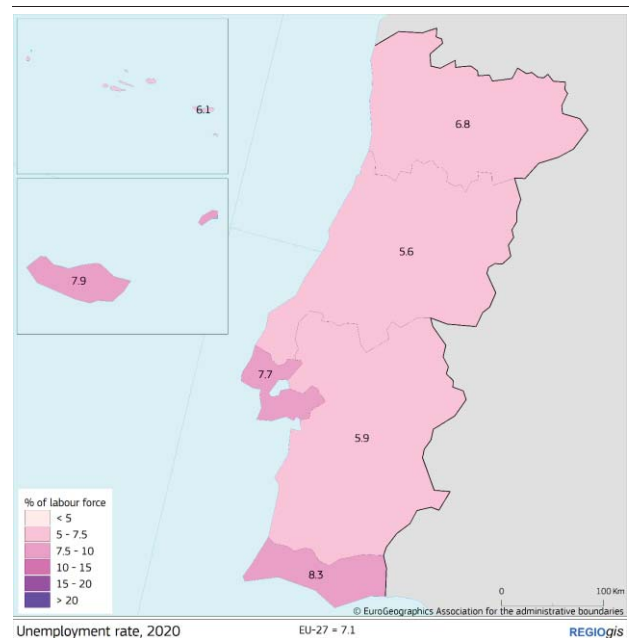 6.1
6.8
7.9
5.6
7.7
5.9
8.3
% of labour force
< 5
5 - 7.5
7.5 - 10
10 - 15
15 - 20
> 20
0 100 Km
© EuroGeographics Association for the administrative boundaries
Unemployment rate, 2020 EU-27 = 7.1 REGIOgis